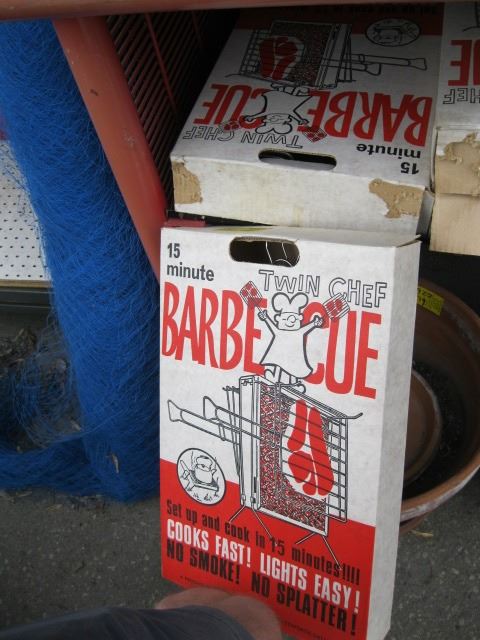 BARBECUE
TWIN CHEF
15
minute
15
minute
TWIN CHEF
BARBECUE
Set up and cook in 15 minutes!!!!
COOKS FAST! LIGHTS EASY!
NO SMOKE! NO SPLATTER!